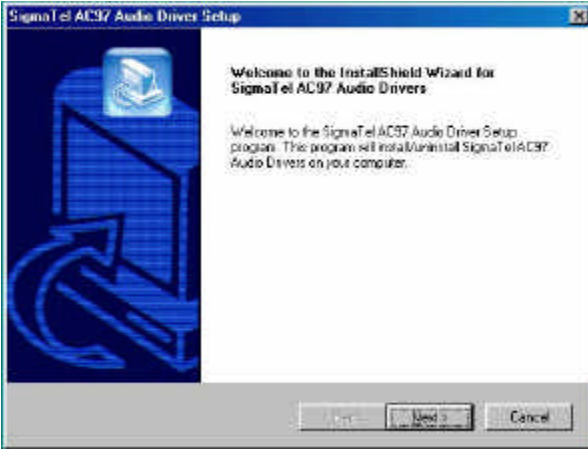 SigmaTel AC97 Audio Driver Setup
Welcome to the InstallShield Wizard for
SigmaTel AC97 Audio Drivers
Welcome to the SigmaTel AC97 Audio Driver Setup
program. This program will install/uninstall SigmaTel AC97
Audio Drivers on your computer.
Next >
Cancel